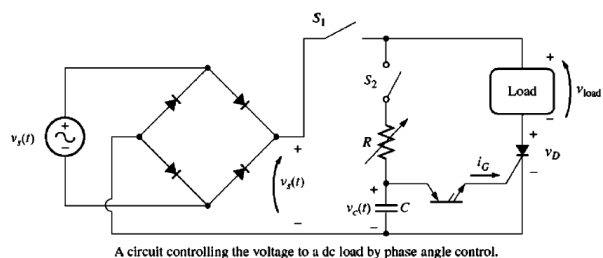 S1
S2
Load
vload
vs(t)
R
iG
vD
vs(t)
vc(t)
C
A circuit controlling the voltage to a dc load by phase angle control.